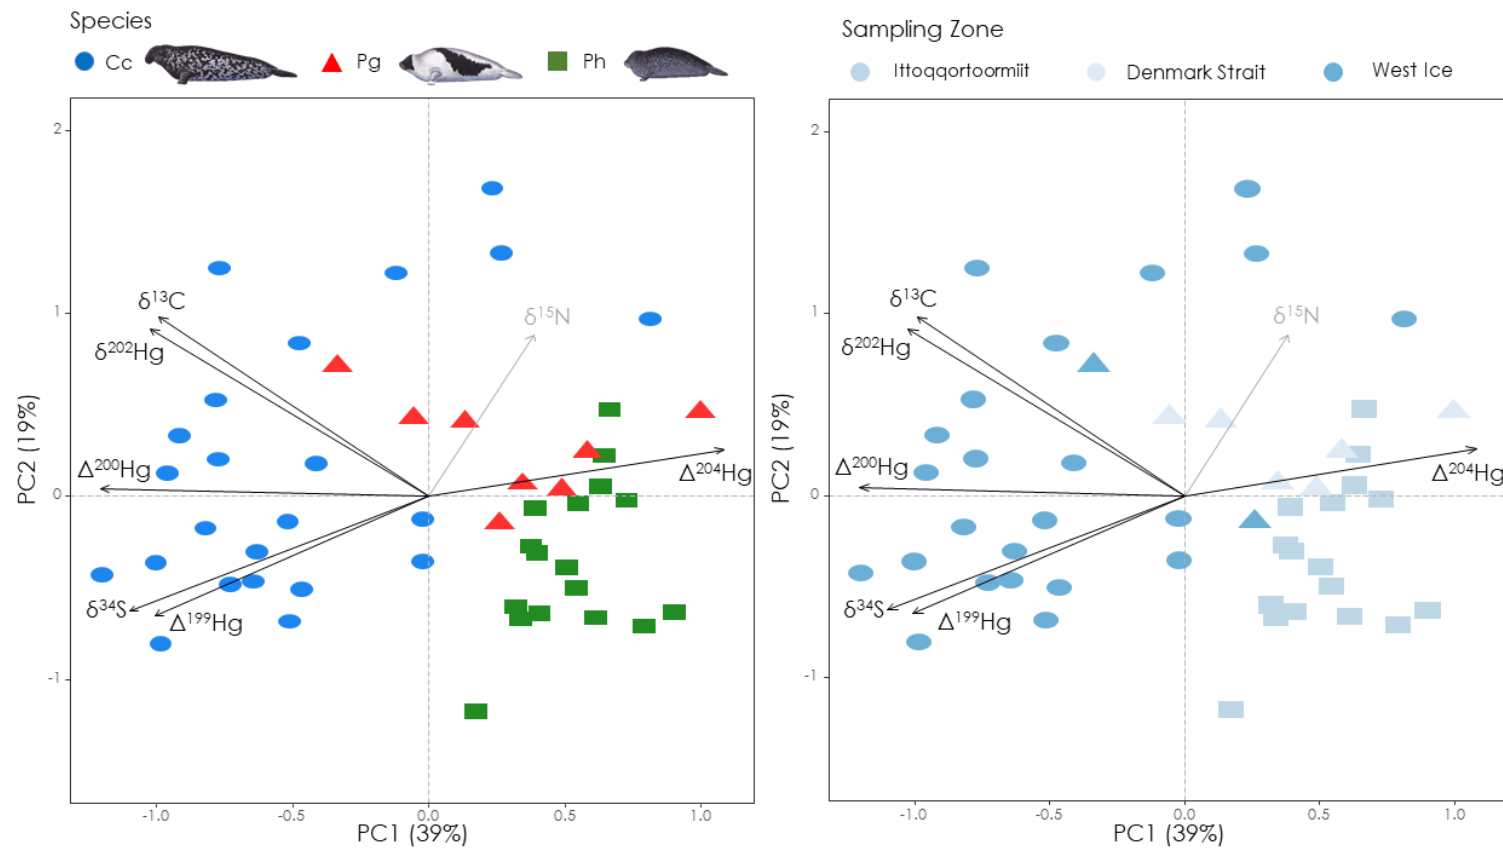 Species
Cc Pg Ph
2
1
0
-1
PC2 (19%)
δ¹³C
δ²⁰²Hg
Δ²⁰⁰Hg
δ³⁴S
Δ¹⁹⁹Hg
δ¹⁵N
Δ²⁰⁴Hg
-1.0 -0.5 0.0 0.5 1.0
PC1 (39%)
Sampling Zone
Ittoqqortoormiit Denmark Strait West Ice
2
1
0
-1
PC2 (19%)
δ¹³C
δ²⁰²Hg
Δ²⁰⁰Hg
δ³⁴S
Δ¹⁹⁹Hg
δ¹⁵N
Δ²⁰⁴Hg
-1.0 -0.5 0.0 0.5 1.0
PC1 (39%)